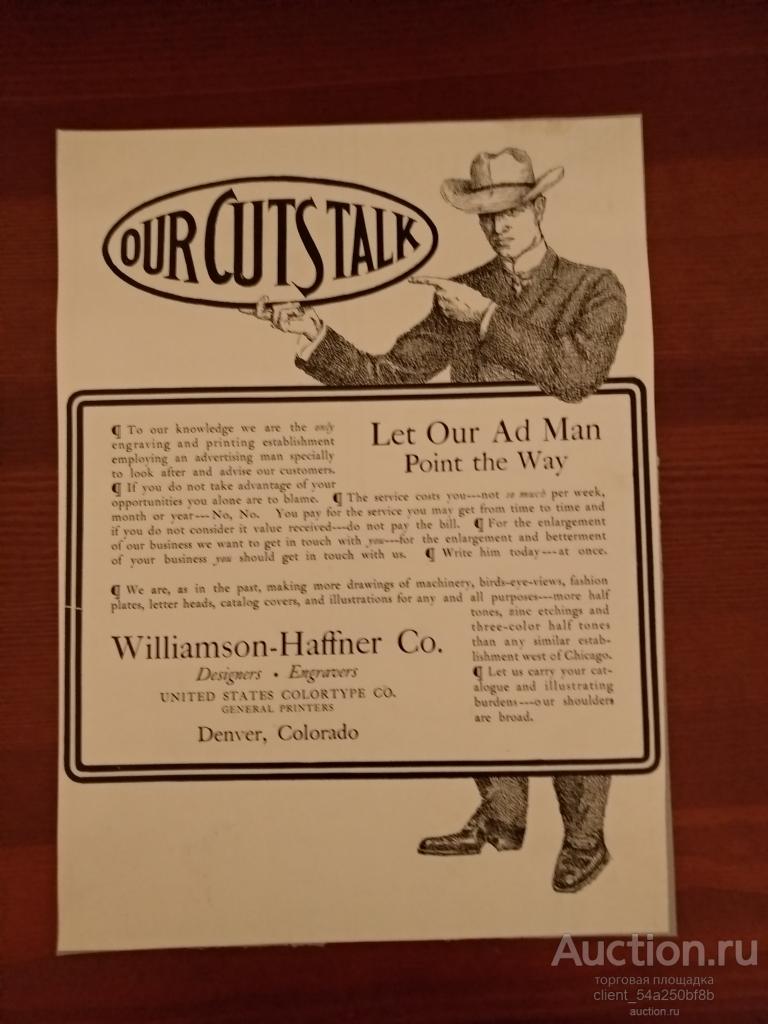 OUR CUTS TALK
¶ To our knowledge we are the only
engraving and printing establishment
employing an advertising man specially
to look after and advise our customers.
¶ If you do not take advantage of your
Let Our Ad Man
Point the Way
opportunities you alone are to blame. ¶ The service costs you---not so much per week,
month or year---No, No. You pay for the service you may get from time to time and
if you do not consider it value received---do not pay the bill. ¶ For the enlargement
of our business we want to get in touch with you---for the enlargement and betterment
of your business you should get in touch with us. ¶ Write him today---at once.
¶ We are, as in the past, making more drawings of machinery, birds-eye-views, fashion
plates, letter heads, catalog covers, and illustrations for any and all purposes---more half
tones, zinc etchings and
three-color half tones
than any similar estab-
lishment west of Chicago.
¶ Let us carry your cat-
alogue and illustrating
burdens---our shoulders
are broad.
Williamson-Haffner Co.
Designers • Engravers
UNITED STATES COLORTYPE CO.
GENERAL PRINTERS
Denver, Colorado
Auction.ru
торговая площадка
client_54a250bf8b
auction.ru